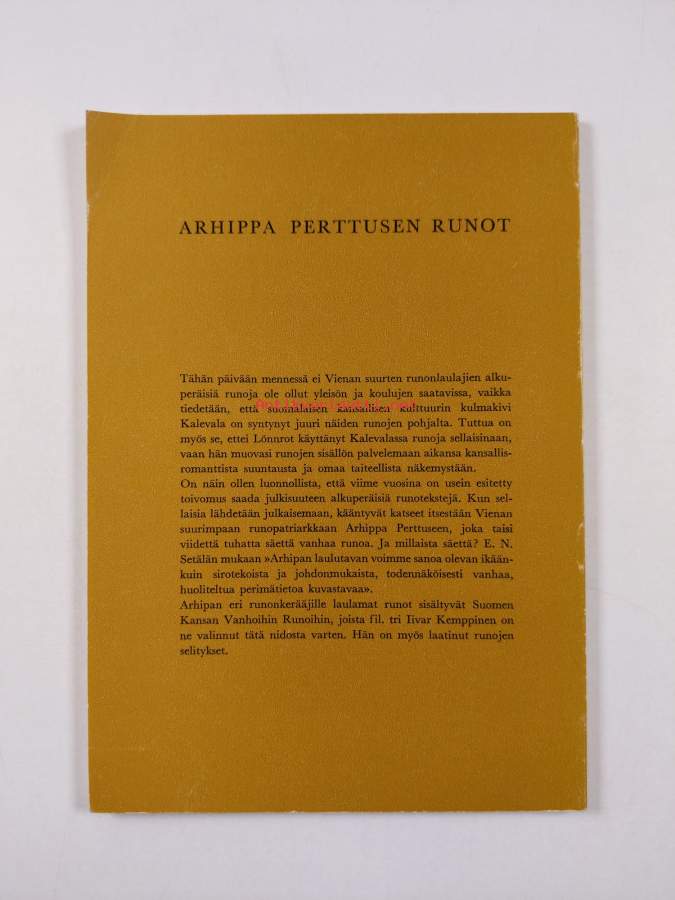 ARHIPPA PERTTUSEN RUNOT
Tähän päivään mennessä ei Vienan suurten runonlaulajien alku-
peräisiä runoja ole ollut yleisön ja koulujen saatavissa, vaikka
tiedetään, että suomalaisen kansallisen kulttuurin kulmakivi
Kalevala on syntynyt juuri näiden runojen pohjalta. Tuttua on
myös se, ettei Lönnrot käyttänyt Kalevalassa runoja sellaisinaan,
vaan hän muovasi runojen sisällön palvelemaan aikansa kansallis-
romanttista suuntausta ja omaa taiteellista näkemystään.
On näin ollen luonnollista, että viime vuosina on usein esitetty
toivomus saada julkisuuteen alkuperäisiä runotekstejä. Kun sel-
laisia lähdetään julkaisemaan, kääntyvät katseet itsestään Vienan
suurimpaan runopatriarkkaan Arhippa Perttuseen, joka taisi
viidettä tuhatta säettä vanhaa runoa. Ja millaista säettä? E. N.
Setälän mukaan »Arhipan laulutavan voimme sanoa olevan ikään-
kuin sirotekoista ja johdonmukaista, todennäköisesti vanhaa,
huoliteltua perimätietoa kuvastavaa».
Arhipan eri runonkerääjille laulamat runot sisältyvät Suomen
Kansan Vanhoihin Runoihin, joista fil. tri Iivar Kemppinen on
ne valinnut tätä nidosta varten. Hän on myös laatinut runojen
selitykset.